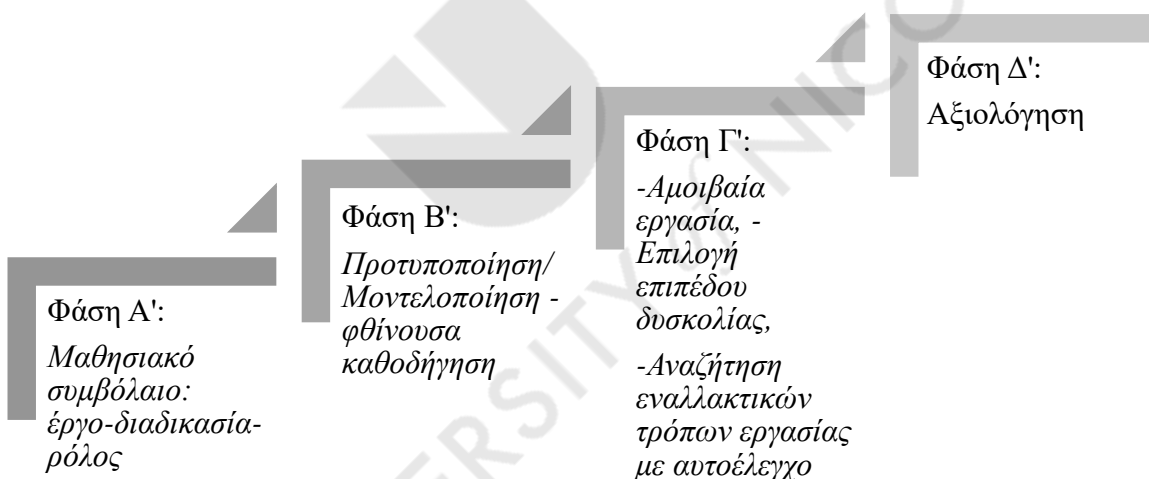 Φάση Α':
Μαθησιακό
συμβόλαιο:
έργο-διαδικασία-
ρόλος
Φάση Β':
Προτυποποίηση/
Μοντελοποίηση -
φθίνουσα
καθοδήγηση
Φάση Γ':
-Αμοιβαία
εργασία, -
Επιλογή
επιπέδου
δυσκολίας,
-Αναζήτηση
εναλλακτικών
τρόπων εργασίας
με αυτοέλεγχο
Φάση Δ':
Αξιολόγηση